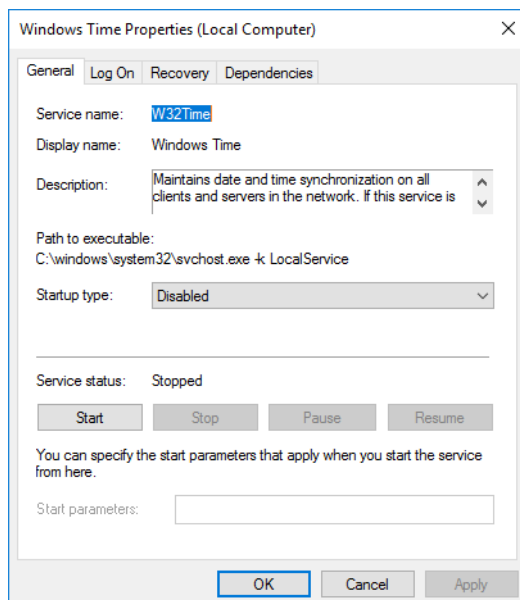 Windows Time Properties (Local Computer)
General Log On Recovery Dependencies
Service name: W32Time
Display name: Windows Time
Description: Maintains date and time synchronization on all
clients and servers in the network. If this service is
Path to executable:
C:\windows\system32\svchost.exe -k LocalService
Startup type: Disabled
Service status: Stopped
Start Stop Pause Resume
You can specify the start parameters that apply when you start the service
from here.
Start parameters:
OK Cancel Apply